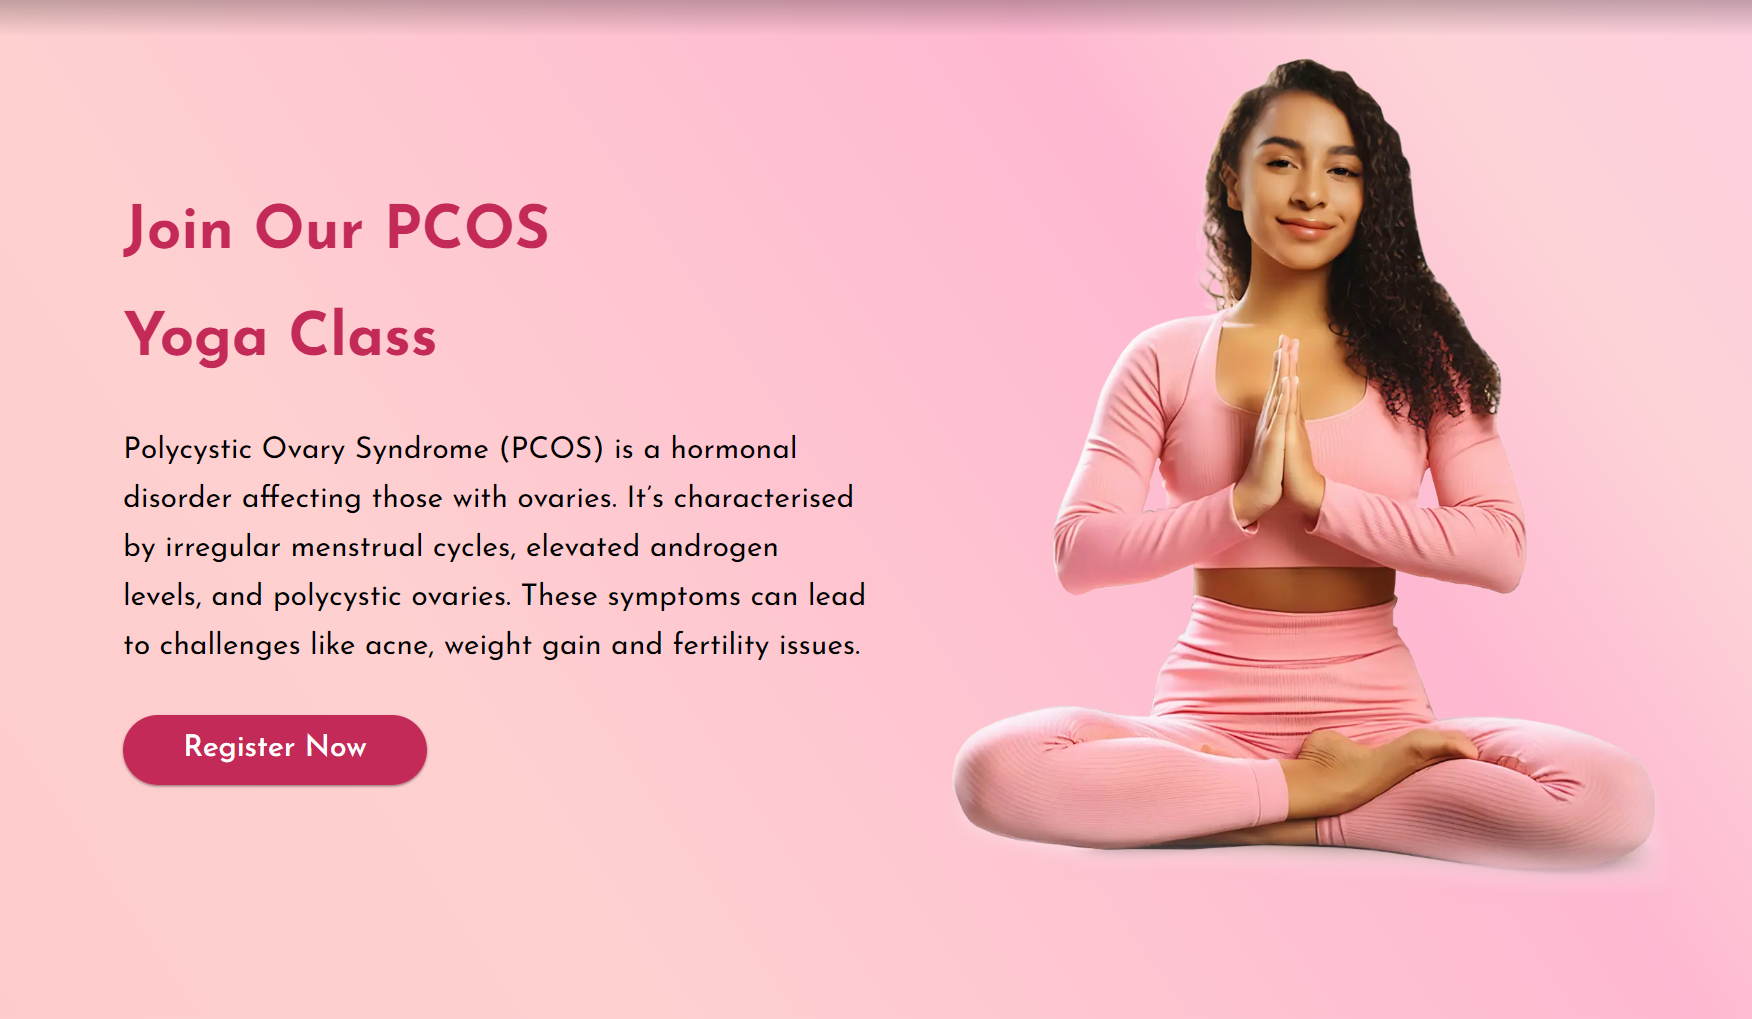 Join Our PCOS
Yoga Class
Polycystic Ovary Syndrome (PCOS) is a hormonal
disorder affecting those with ovaries. It’s characterised
by irregular menstrual cycles, elevated androgen
levels, and polycystic ovaries. These symptoms can lead
to challenges like acne, weight gain and fertility issues.
Register Now